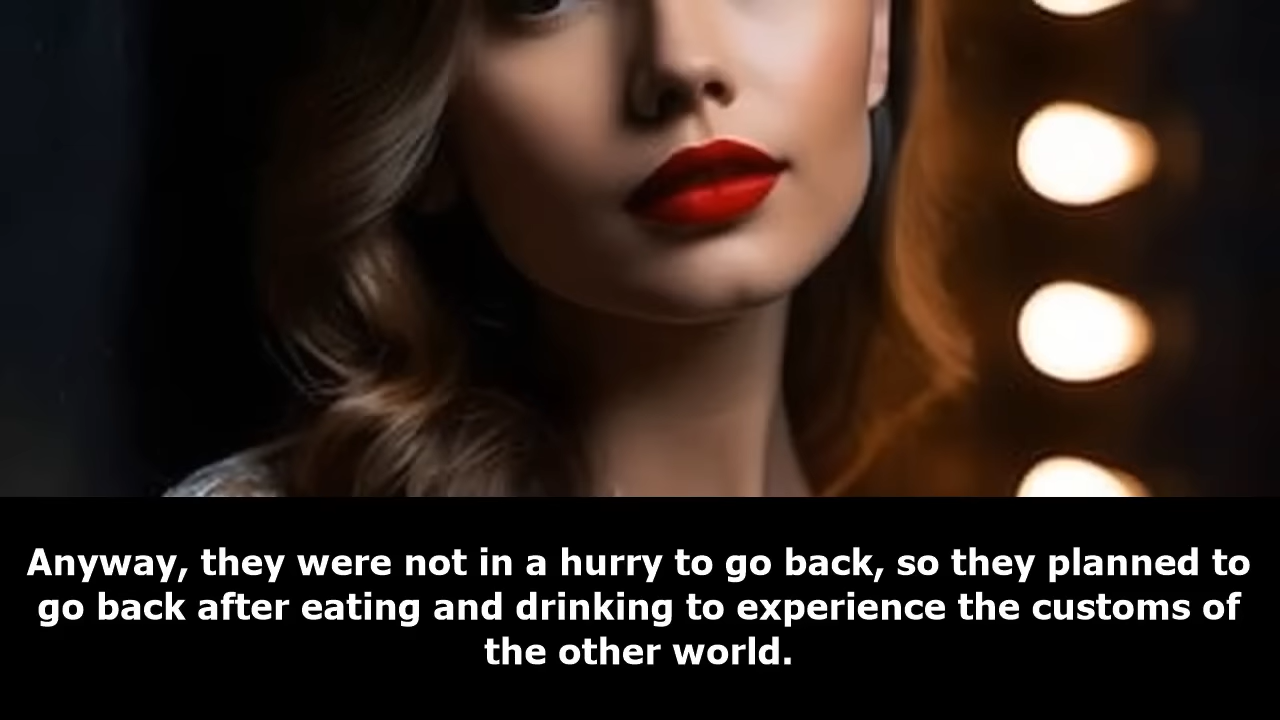 Anyway, they were not in a hurry to go back, so they planned to
go back after eating and drinking to experience the customs of
the other world.